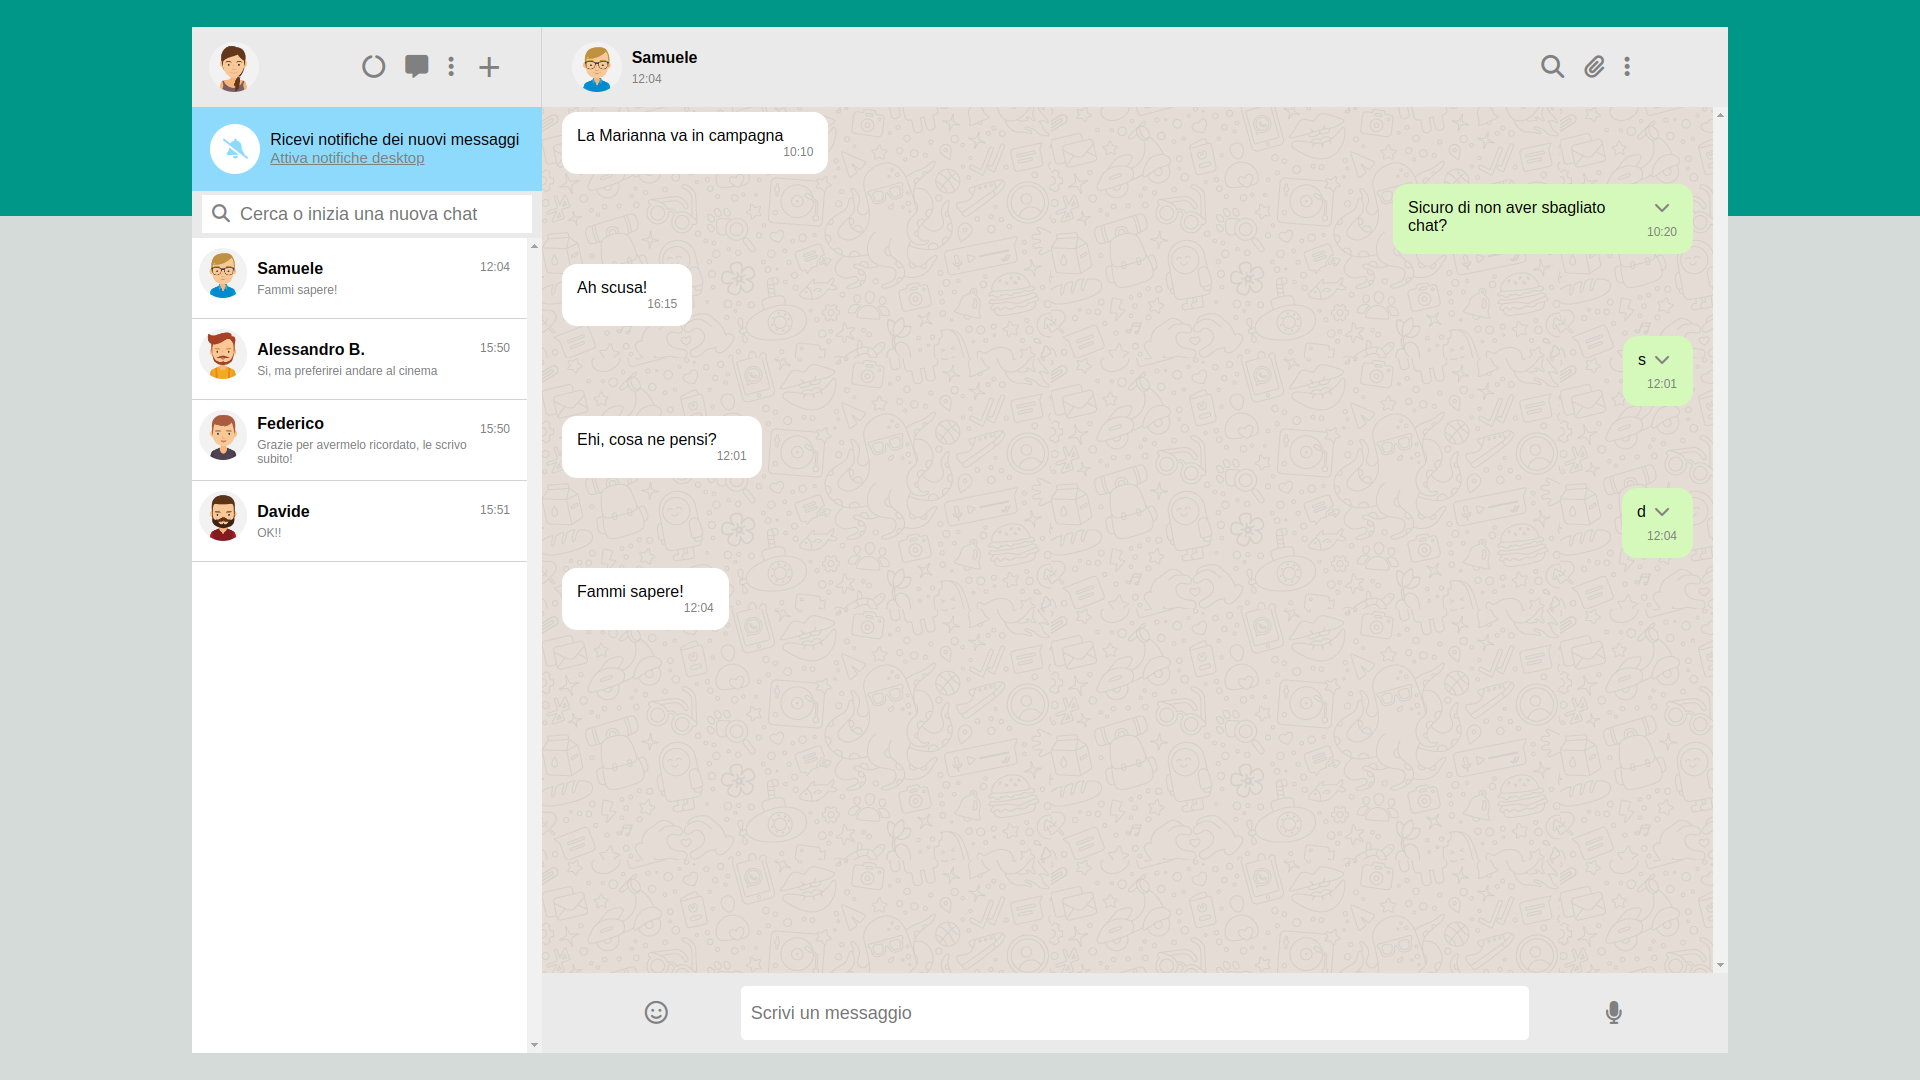 Samuele
12:04
Ricevi notifiche dei nuovi messaggi
Attiva notifiche desktop
Cerca o inizia una nuova chat
Samuele
12:04
Fammi sapere!
Alessandro B.
15:50
Si, ma preferirei andare al cinema
Federico
15:50
Grazie per avermelo ricordato, le scrivo
subito!
Davide
15:51
OK!!
La Marianna va in campagna
10:10
Sicuro di non aver sbagliato
chat?
10:20
Ah scusa!
16:15
s
12:01
Ehi, cosa ne pensi?
12:01
d
12:04
Fammi sapere!
12:04
Scrivi un messaggio